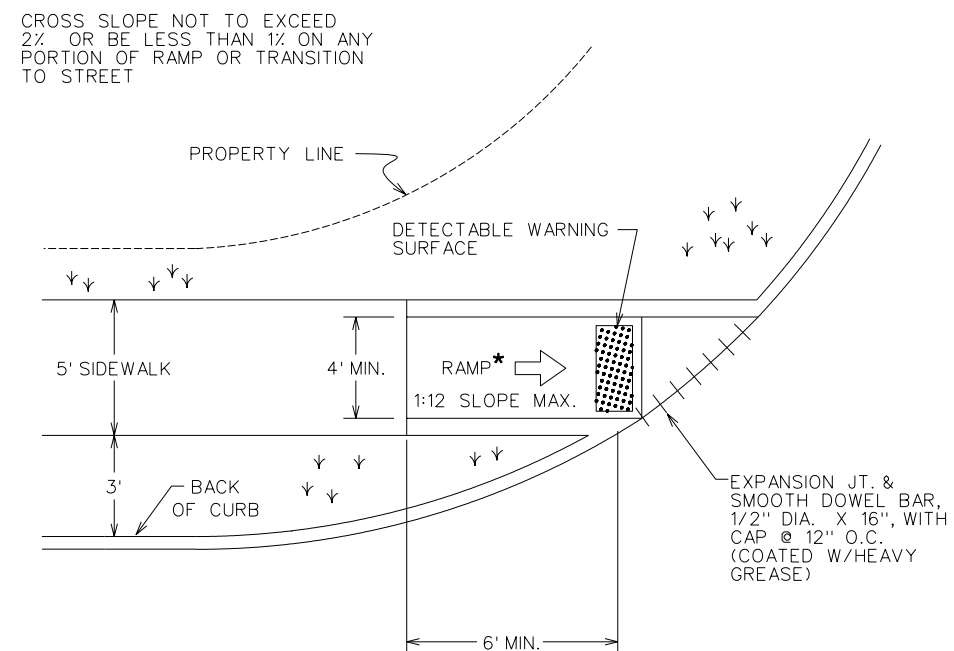 CROSS SLOPE NOT TO EXCEED
2% OR BE LESS THAN 1% ON ANY
PORTION OF RAMP OR TRANSITION
TO STREET
PROPERTY LINE
DETECTABLE WARNING
SURFACE
5' SIDEWALK
4' MIN.
RAMP*
1:12 SLOPE MAX.
3'
BACK
OF CURB
EXPANSION JT. &
SMOOTH DOWEL BAR,
1/2" DIA. X 16", WITH
CAP @ 12" O.C.
(COATED W/HEAVY
GREASE)
6' MIN.